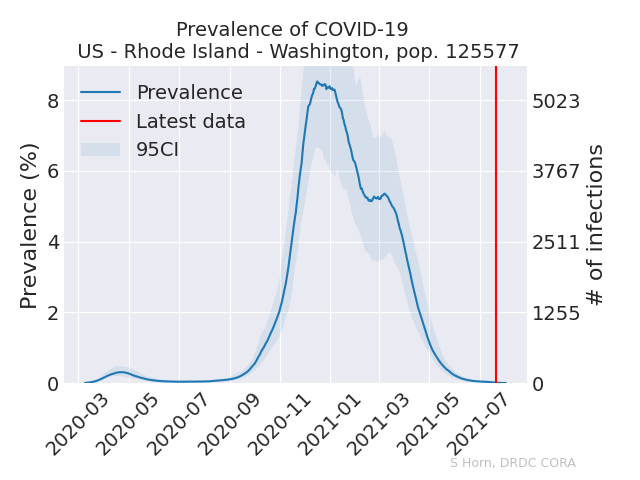 Prevalence of COVID-19
US - Rhode Island - Washington, pop. 125577
Prevalence
Latest data
95CI
Prevalence (%)
8
6
4
2
0
5023
3767
2511
1255
0
# of infections
2020-03
2020-05
2020-07
2020-09
2020-11
2021-01
2021-03
2021-05
2021-07
S Horn, DRDC CORA